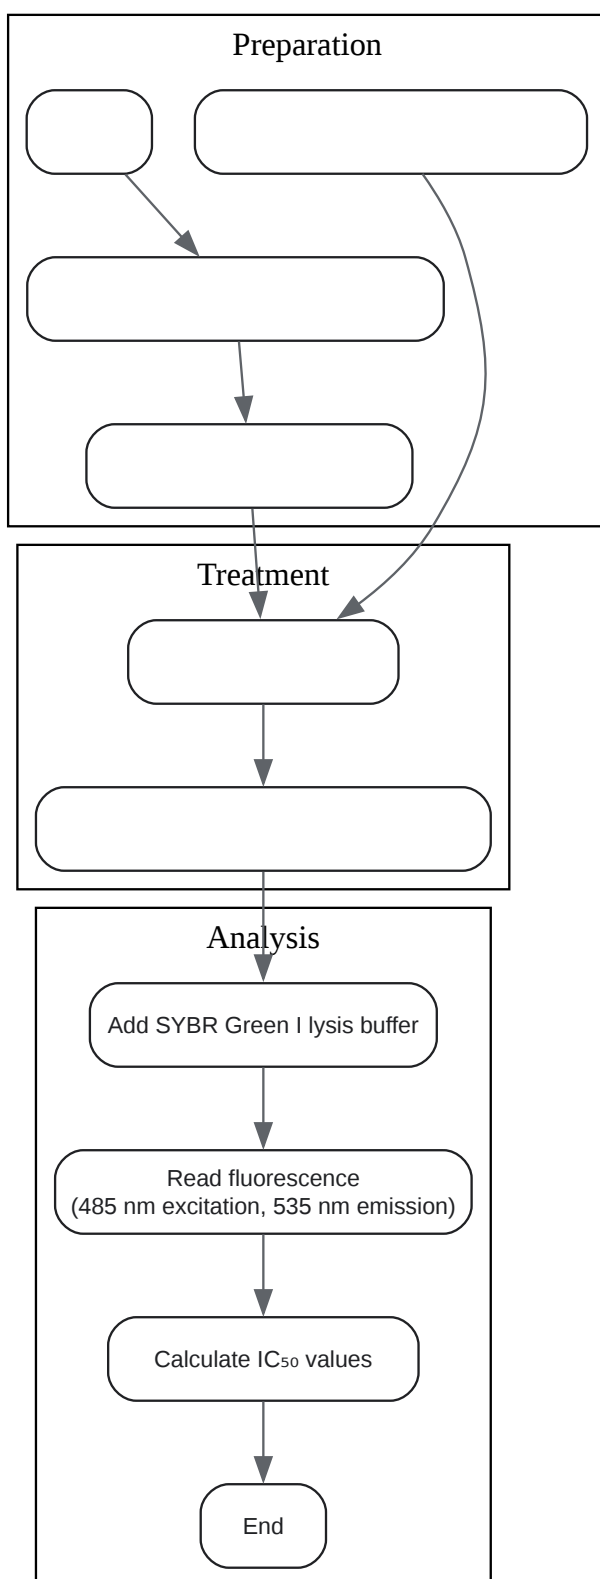 Preparation
Treatment
Analysis
Add SYBR Green I lysis buffer
Read fluorescence
(485 nm excitation, 535 nm emission)
Calculate IC₅₀ values
End